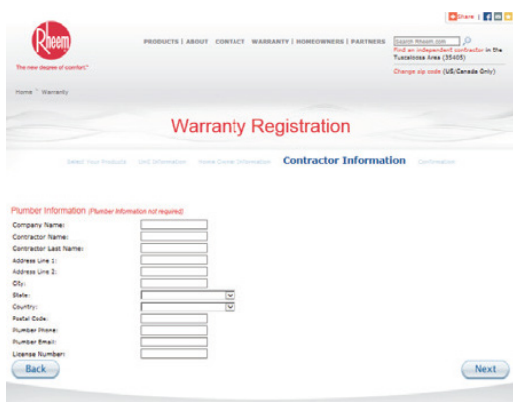 Share
Rheem
The new degree of comfort.™
PRODUCTS | ABOUT CONTACT WARRANTY | HOMEOWNERS | PARTNERS
Search Rheem.com
Find an independent contractor in the
Tuscaloosa Area (35405)
Change zip code (US/Canada Only)
Home > Warranty
Warranty Registration
Select Your Products Unit Information Home Owner Information Contractor Information Confirmation
Plumber Information (Plumber Information not required)
Company Name:
Contractor Name:
Contractor Last Name:
Address Line 1:
Address Line 2:
City:
State:
Country:
Postal Code:
Plumber Phone:
Plumber Email:
License Number:
Back
Next